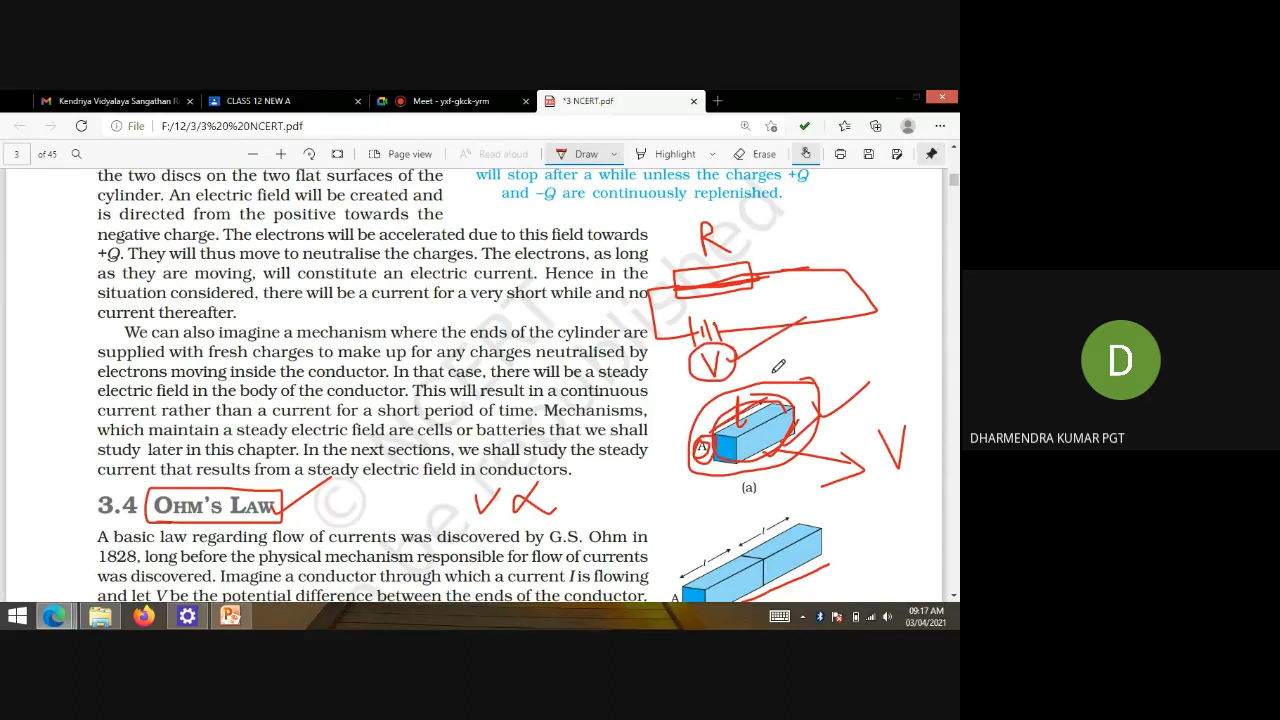 Kendriya Vidyalaya Sangathan R
CLASS 12 NEW A
Meet - yxf-gkck-yrm
*3 NCERT.pdf
File
F:/12/3/3%20%20NCERT.pdf
3 of 45
Page view
Read aloud
Draw
Highlight
Erase
the two discs on the two flat surfaces of the
cylinder. An electric field will be created and
is directed from the positive towards the
negative charge. The electrons will be accelerated due to this field towards
+Q. They will thus move to neutralise the charges. The electrons, as long
as they are moving, will constitute an electric current. Hence in the
situation considered, there will be a current for a very short while and no
current thereafter.
We can also imagine a mechanism where the ends of the cylinder are
supplied with fresh charges to make up for any charges neutralised by
electrons moving inside the conductor. In that case, there will be a steady
electric field in the body of the conductor. This will result in a continuous
current rather than a current for a short period of time. Mechanisms,
which maintain a steady electric field are cells or batteries that we shall
study later in this chapter. In the next sections, we shall study the steady
current that results from a steady electric field in conductors.
3.4 OHM'S LAW
V ∝
A basic law regarding flow of currents was discovered by G.S. Ohm in
1828, long before the physical mechanism responsible for flow of currents
was discovered. Imagine a conductor through which a current I is flowing
and let V be the potential difference between the ends of the conductor.
will stop after a while unless the charges +Q
and –Q are continuously replenished.
R
V
A
V
(a)
l
l
A
© NCERT
be republished
D
DHARMENDRA KUMAR PGT
09:17 AM
03/04/2021